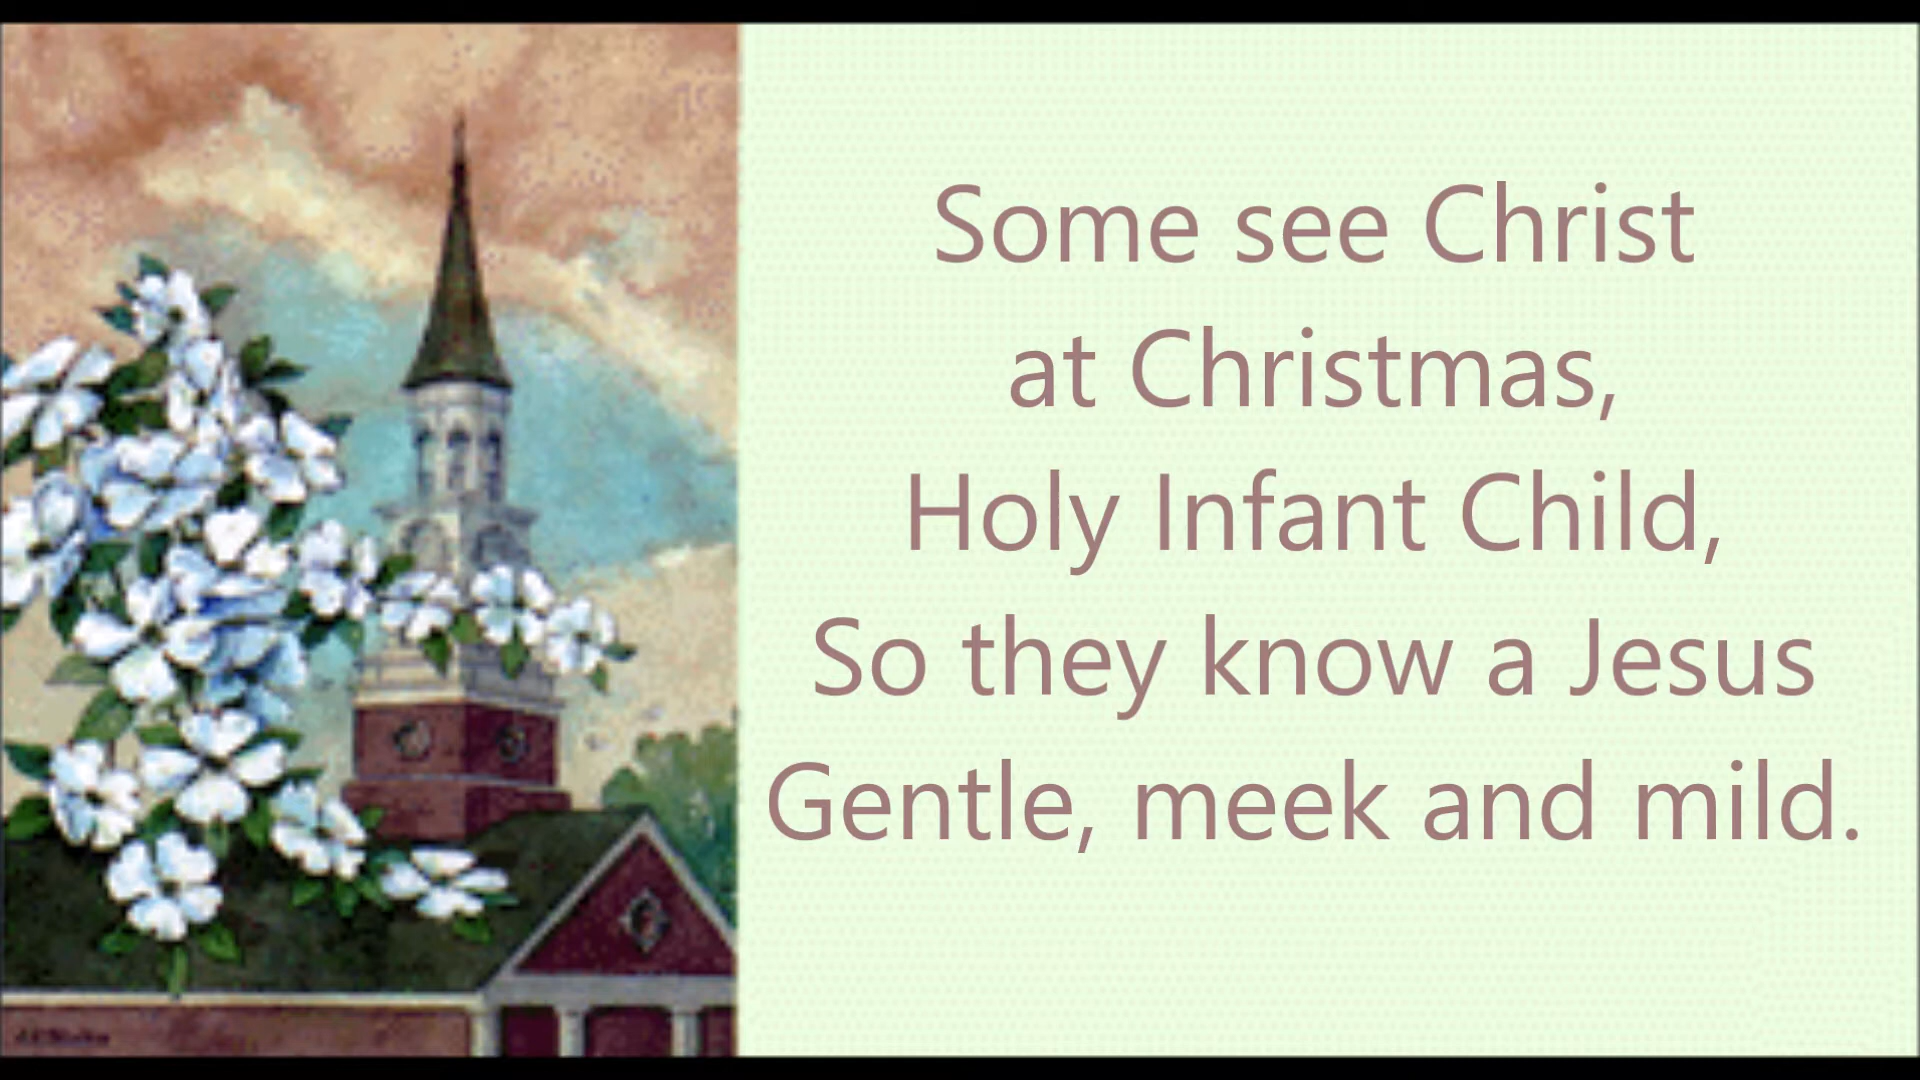 Some see Christ
at Christmas,
Holy Infant Child,
So they know a Jesus
Gentle, meek and mild.